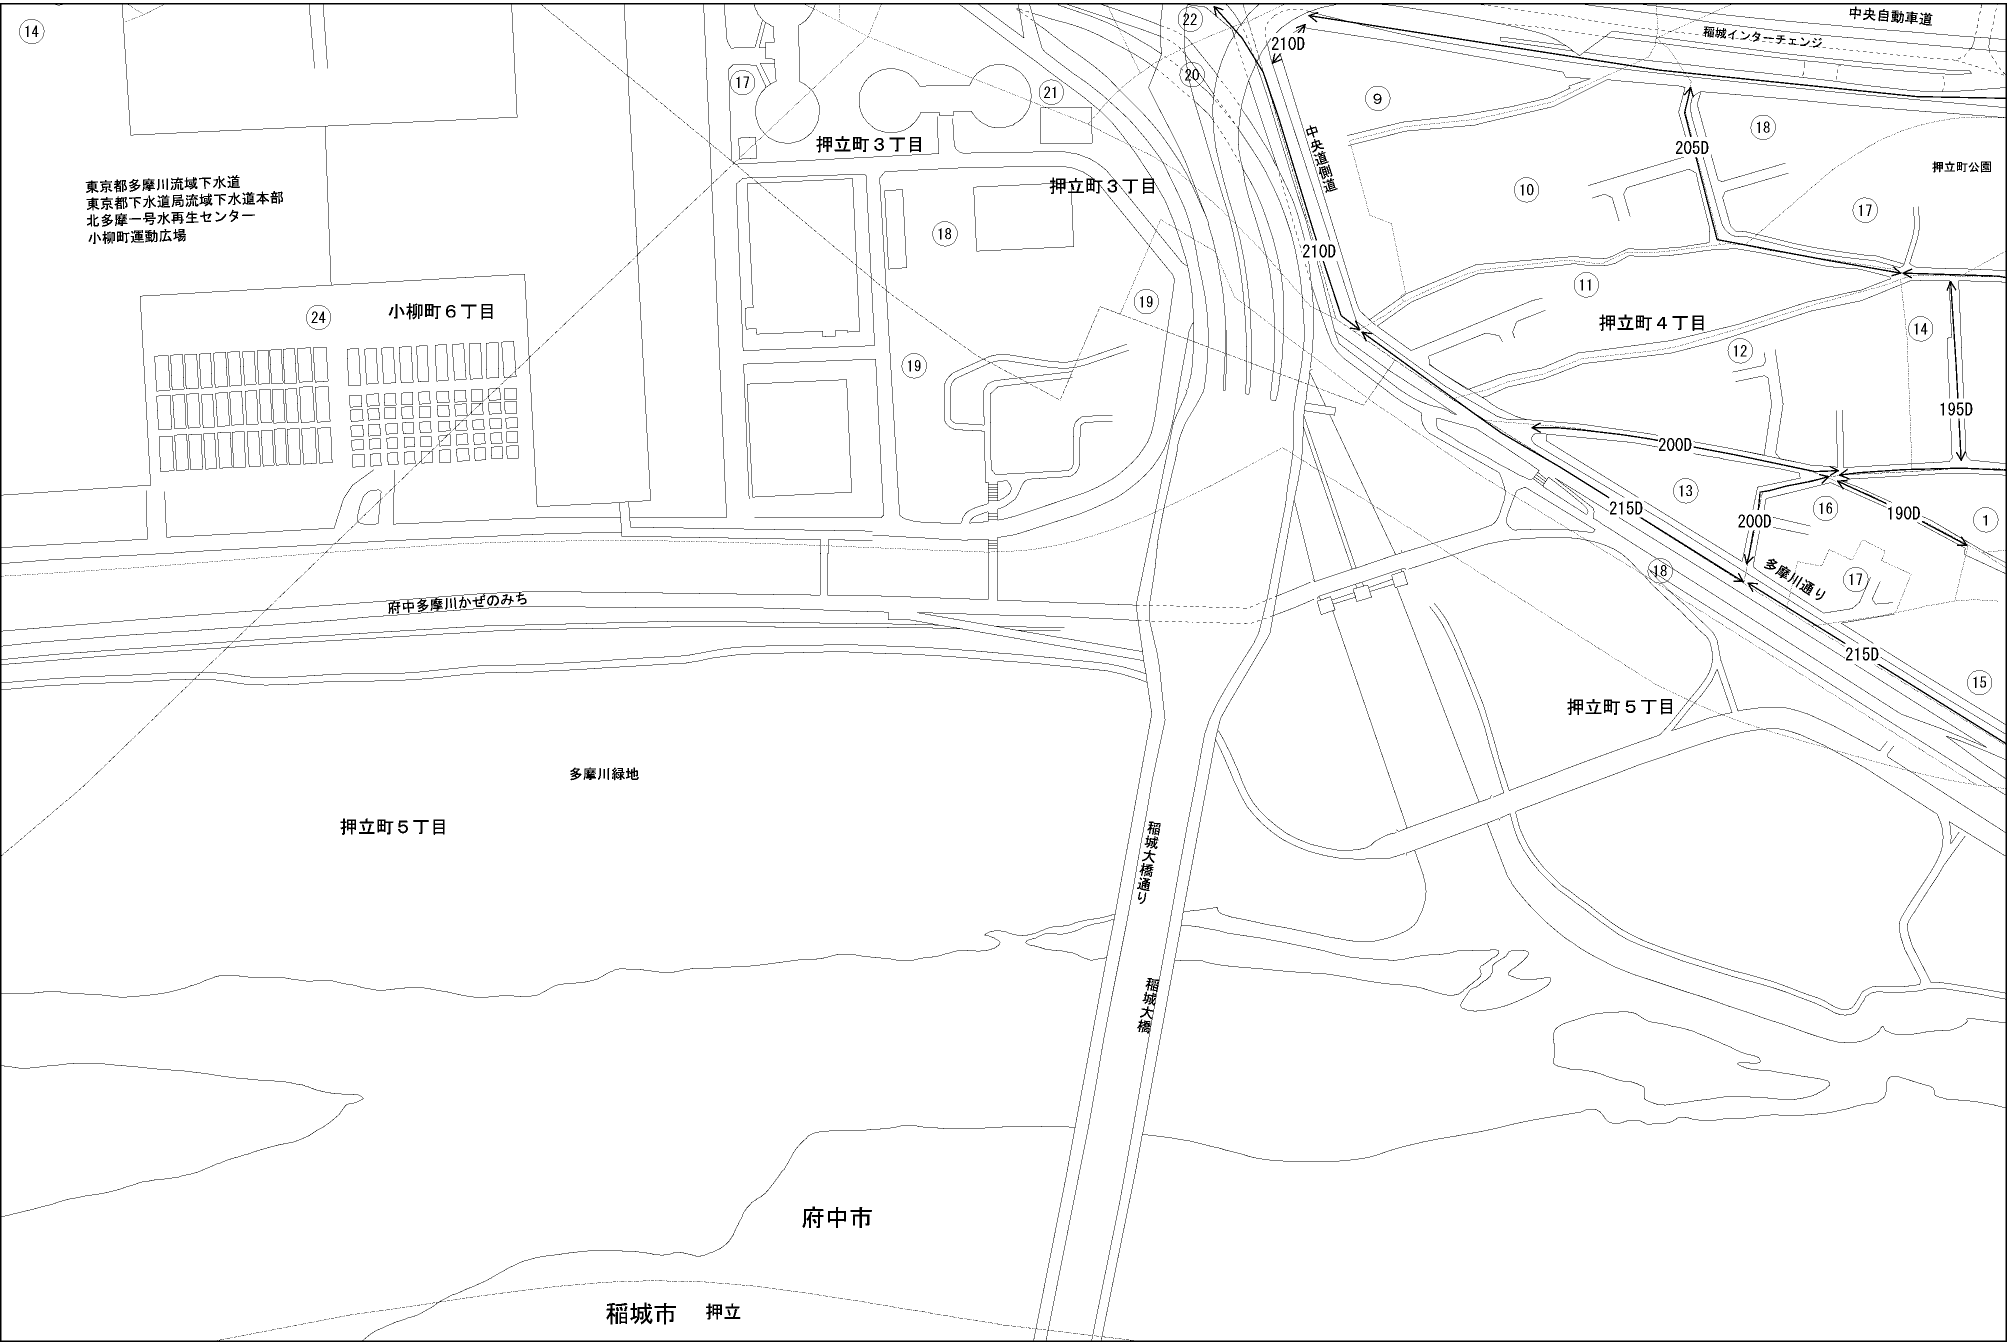 14
22
210D
中央自動車道
稲城インターチェンジ
20
17
21
9
18
205D
押立町３丁目
中央道側道
押立町公園
東京都多摩川流域下水道
東京都下水道局流域下水道本部
北多摩一号水再生センター
小柳町運動広場
押立町３丁目
10
17
18
210D
11
19
24
小柳町６丁目
押立町４丁目
14
12
19
195D
200D
13
215D
200D
16
190D
1
18
多摩川通り
17
府中多摩川かぜのみち
215D
15
押立町５丁目
多摩川緑地
押立町５丁目
稲城大橋通り
稲城大橋
府中市
稲城市
押立